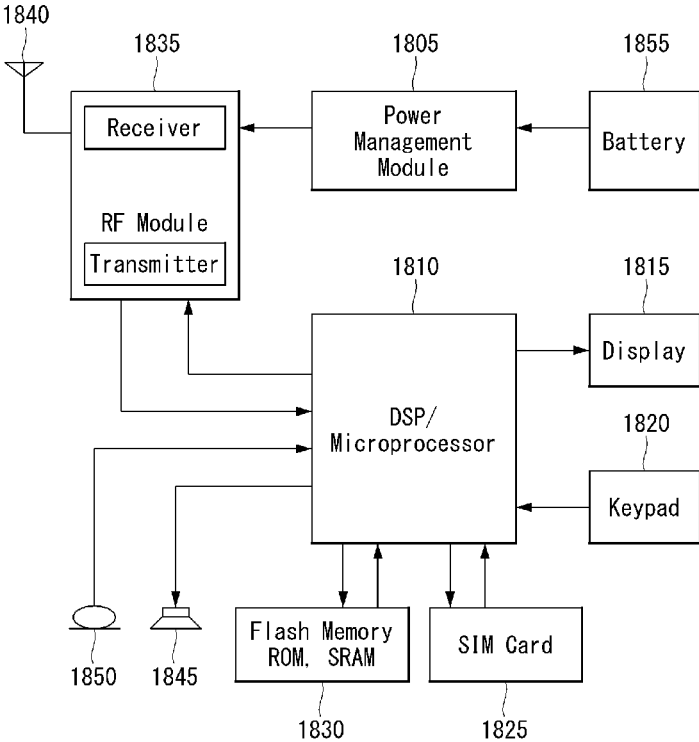 1840
1835
1805
1855
Receiver
RF Module
Transmitter
Power
Management
Module
Battery
1810
1815
DSP/
Microprocessor
Display
1820
Keypad
1850
1845
Flash Memory
ROM, SRAM
SIM Card
1830
1825